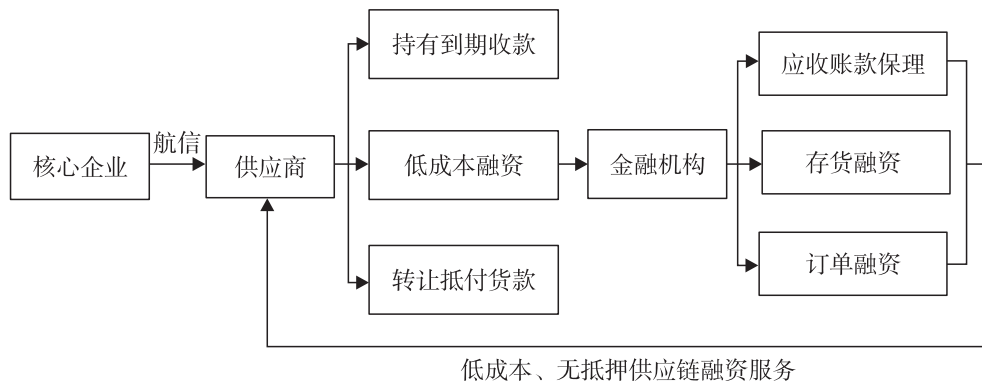 核心企业
航信
供应商
持有到期收款
低成本融资
转让抵付货款
金融机构
应收账款保理
存货融资
订单融资
低成本、无抵押供应链融资服务